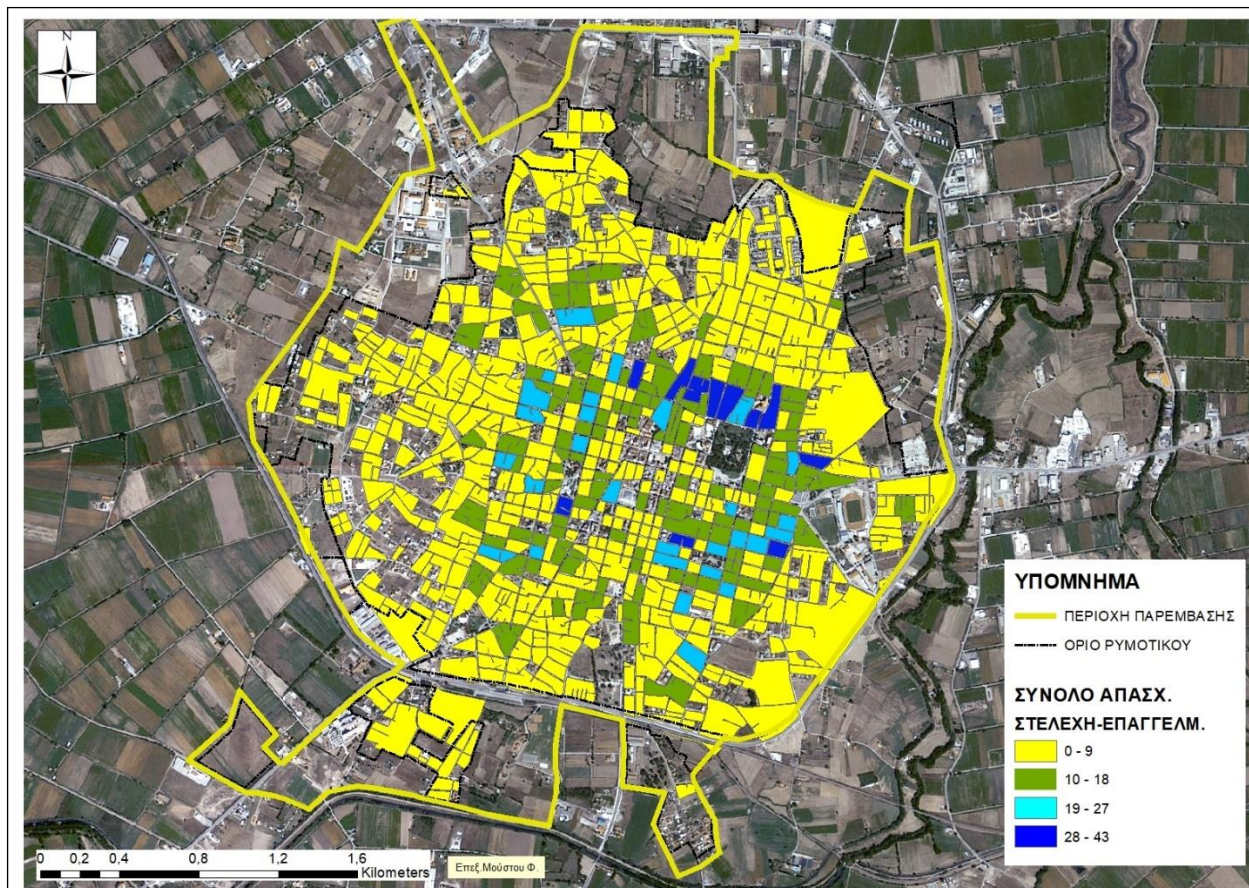 N
ΥΠΟΜΝΗΜΑ
ΠΕΡΙΟΧΗ ΠΑΡΕΜΒΑΣΗΣ
ΟΡΙΟ ΡΥΜΟΤΙΚΟΥ
ΣΥΝΟΛΟ ΑΠΑΣΧ.
ΣΤΕΛΕΧΗ-ΕΠΑΓΓΕΛΜ.
0 - 9
10 - 18
19 - 27
28 - 43
0 0,2 0,4 0,8 1,2 1,6
Kilometers
Επεξ.Μούστου Φ.